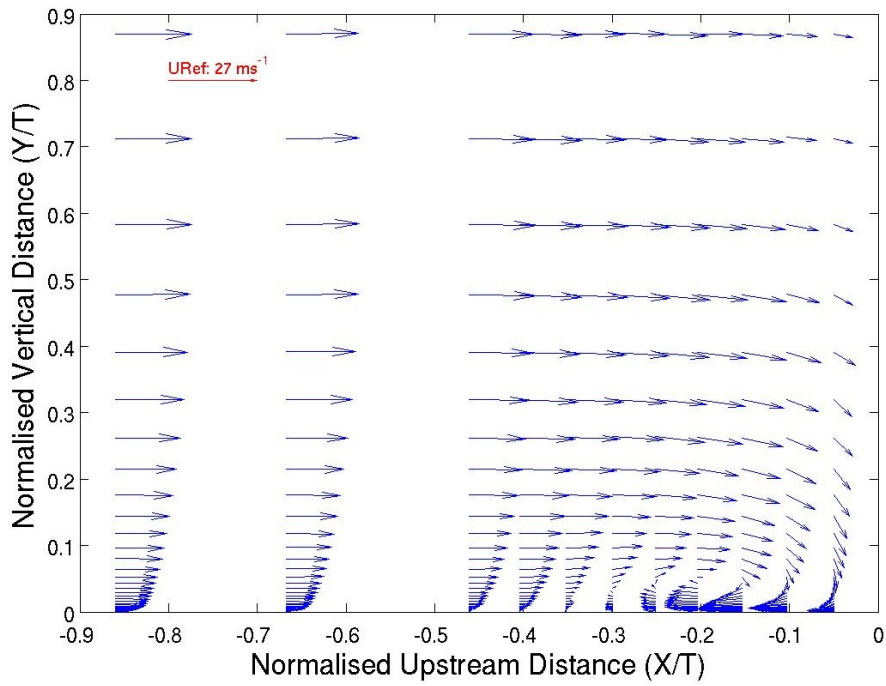 0.9
URef: 27 ms⁻¹
0.8
0.7
0.6
0.5
0.4
0.3
0.2
0.1
0
Normalised Vertical Distance (Y/T)
-0.9 -0.8 -0.7 -0.6 -0.5 -0.4 -0.3 -0.2 -0.1 0
Normalised Upstream Distance (X/T)